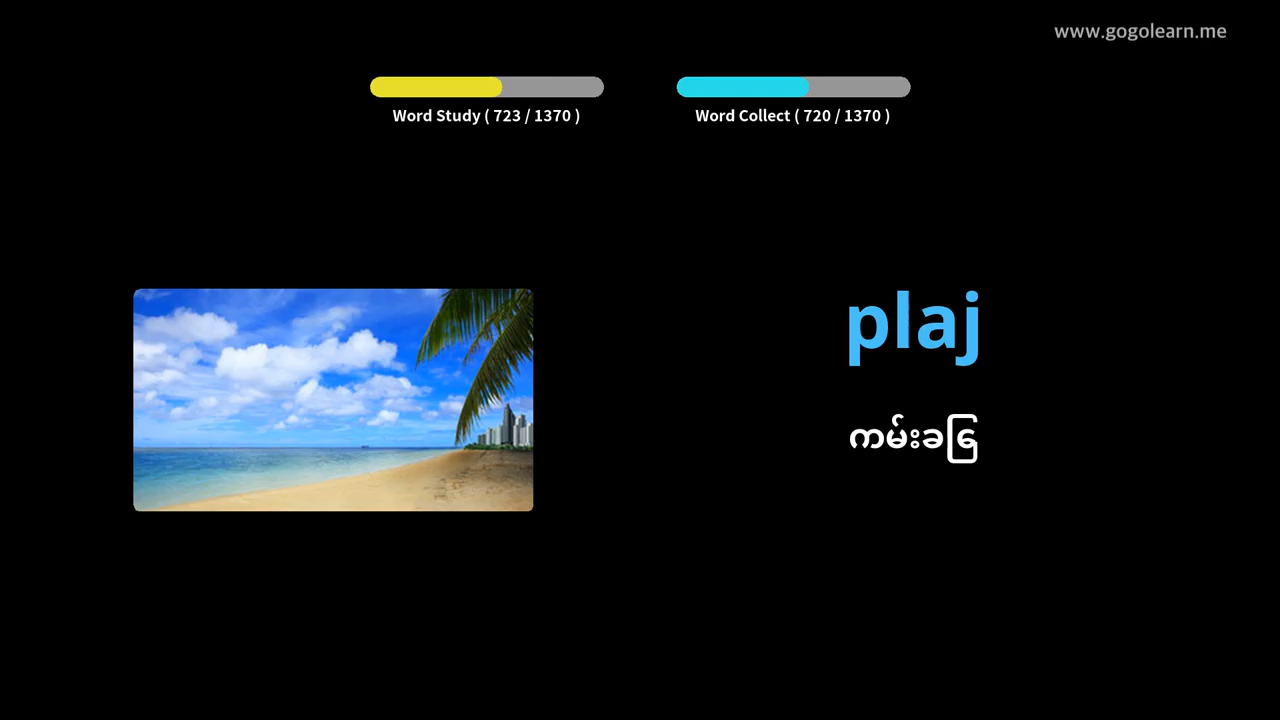 www.gogolearn.me
Word Study ( 723 / 1370 )
Word Collect ( 720 / 1370 )
plaj
ကမ်းခြေ